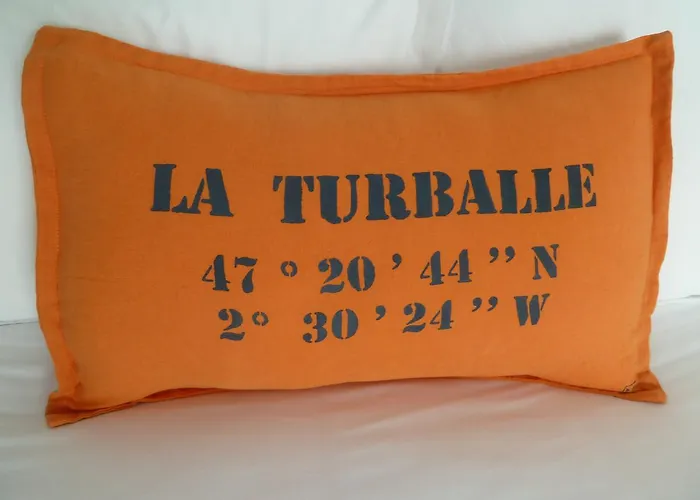 LA TURBALLE
47° 20’ 44’’ N
2° 30’ 24’’ W